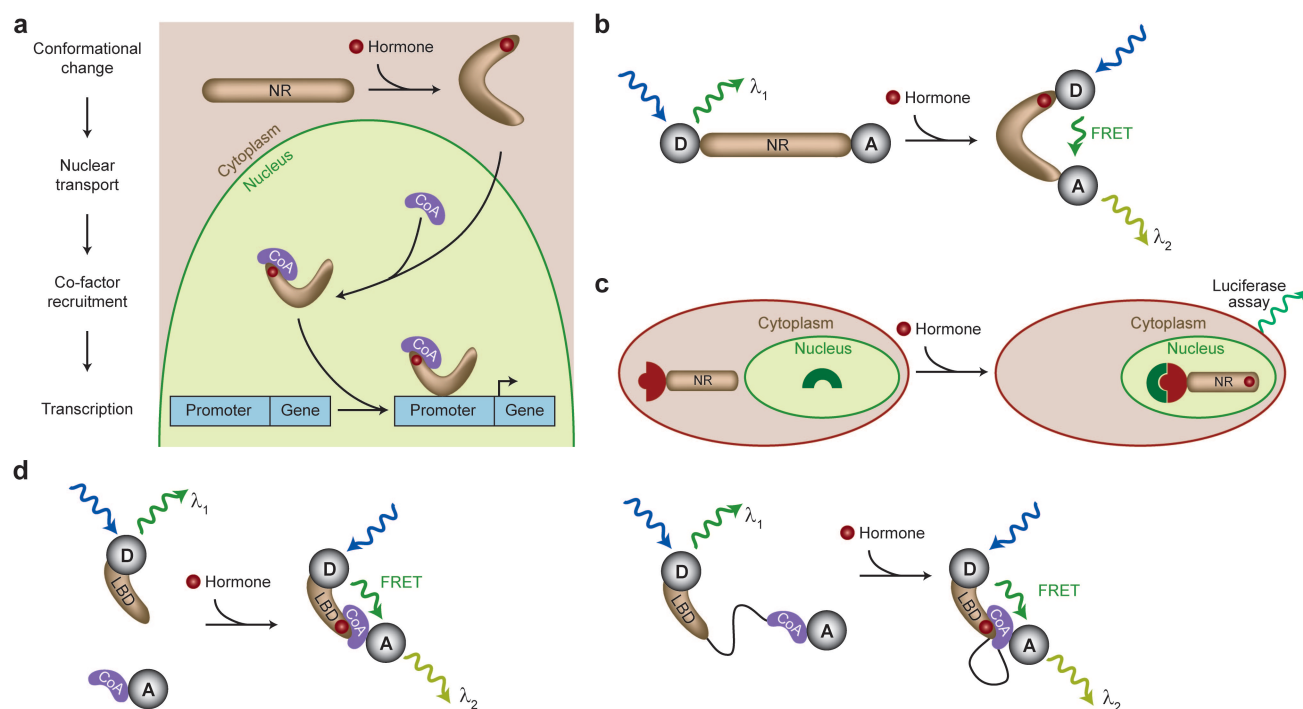 a
Conformational
change
Nuclear
transport
Co-factor
recruitment
Transcription
Hormone
NR
Cytoplasm
Nucleus
CoA
CoA
CoA
Promoter
Gene
Promoter
Gene
b
λ1
D
NR
A
Hormone
D
FRET
A
λ2
c
Cytoplasm
Nucleus
NR
Hormone
Luciferase
assay
Cytoplasm
Nucleus
NR
d
λ1
D
LBD
CoA
A
Hormone
D
FRET
LBD
CoA
A
λ2
λ1
D
LBD
CoA
A
Hormone
D
FRET
LBD
CoA
A
λ2